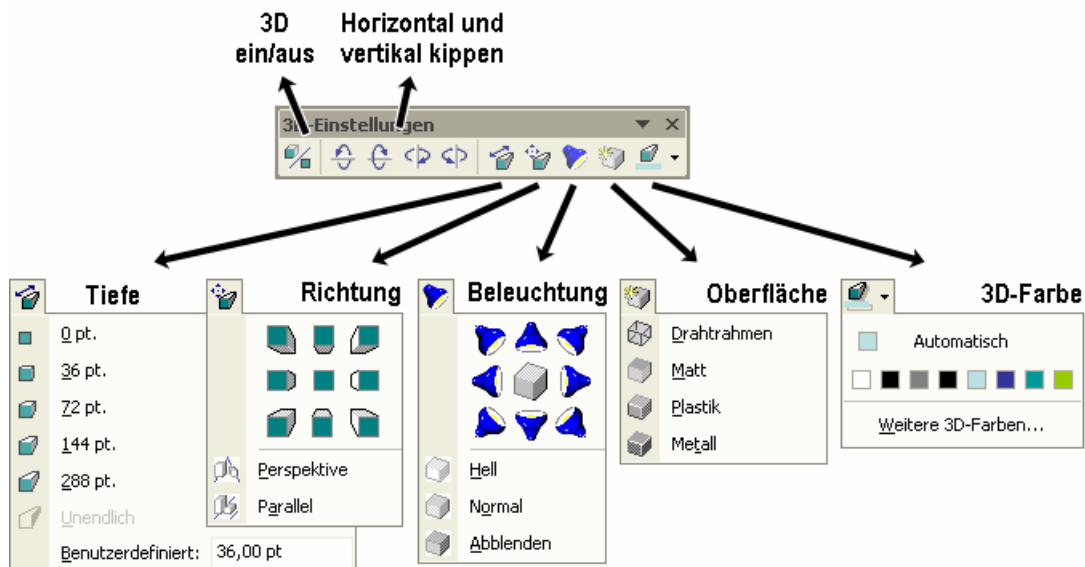 3D
ein/aus
Horizontal und
vertikal kippen
3D-Einstellungen
Tiefe
0 pt.
36 pt.
72 pt.
144 pt.
288 pt.
Unendlich
Benutzerdefiniert: 36,00 pt
Richtung
Perspektive
Parallel
Beleuchtung
Hell
Normal
Abblenden
Oberfläche
Drahtrahmen
Matt
Plastik
Metall
3D-Farbe
Automatisch
Weitere 3D-Farben...